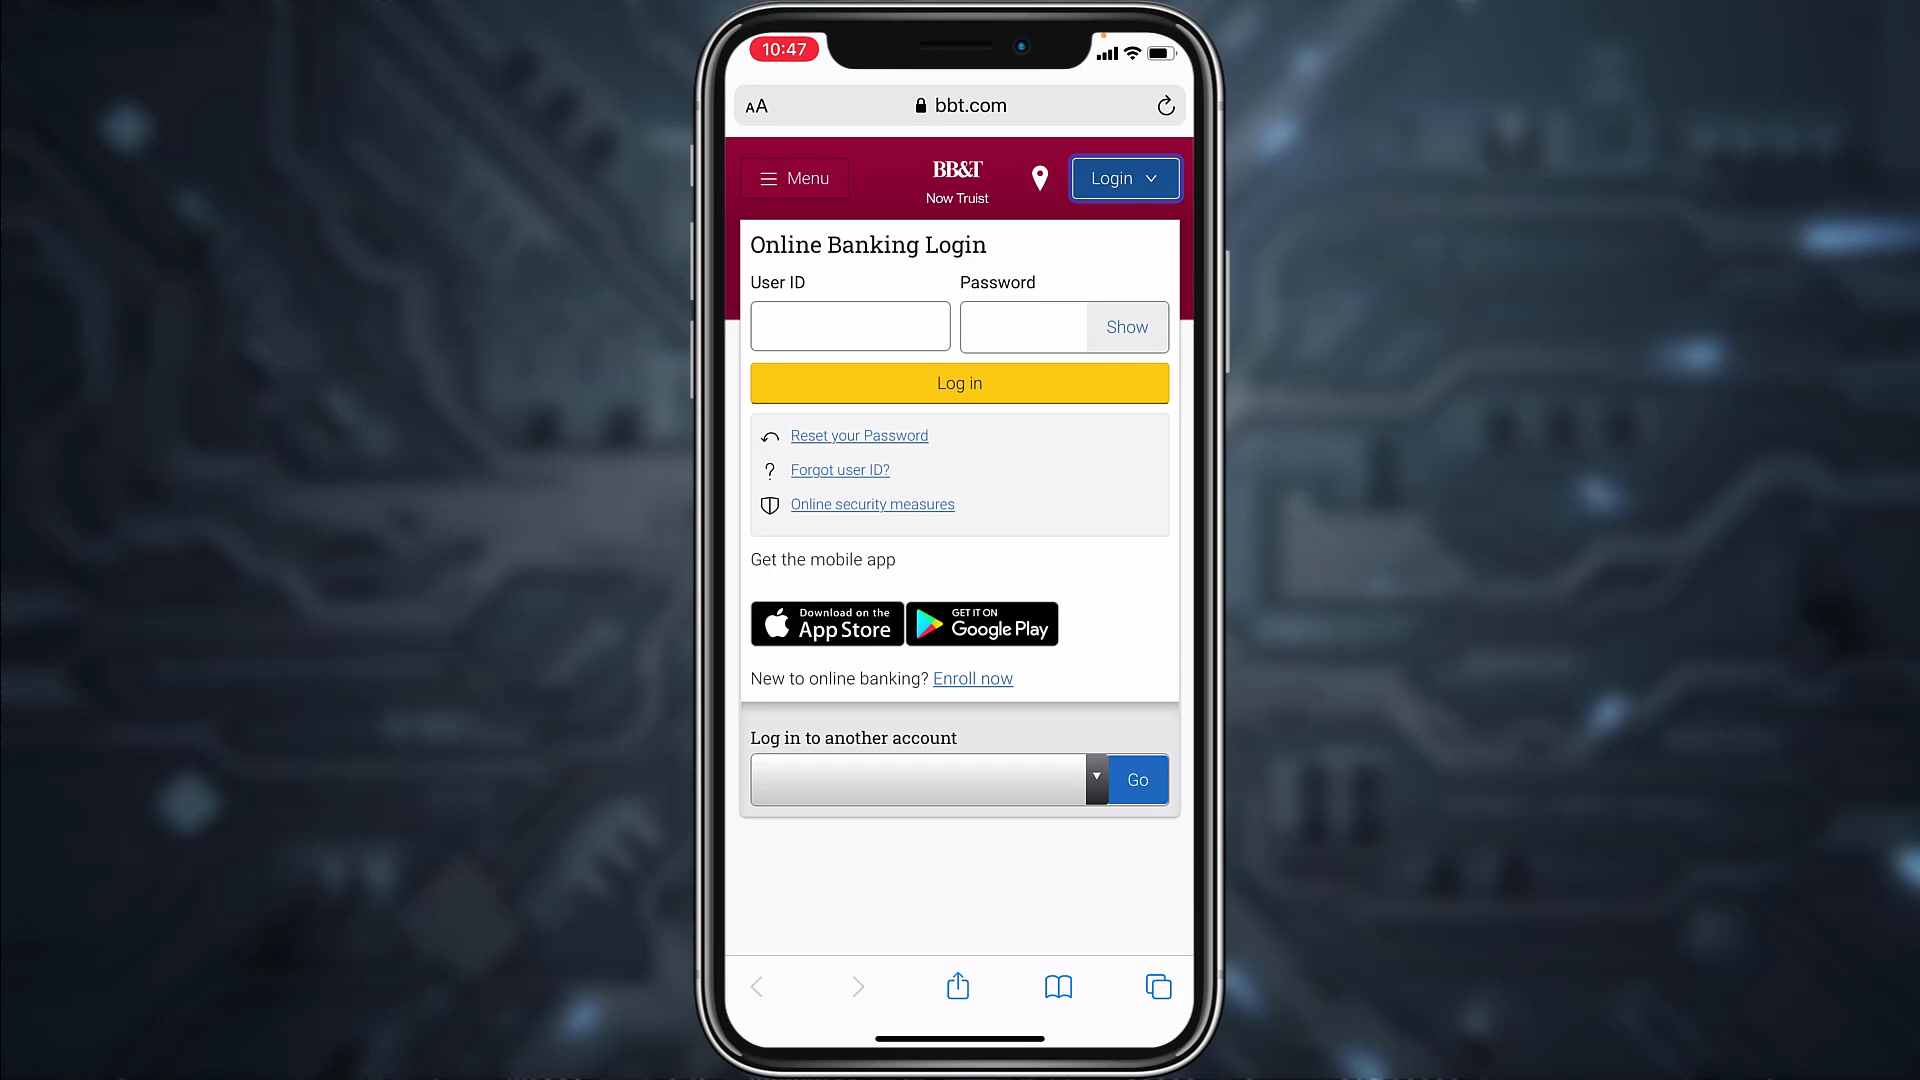 10:47
AA
bbt.com
Menu
BB&T
Now Truist
Login
Online Banking Login
User ID
Password
Show
Log in
Reset your Password
?
Forgot user ID?
Online security measures
Get the mobile app
Download on the
App Store
GET IT ON
Google Play
New to online banking? Enroll now
Log in to another account
Go